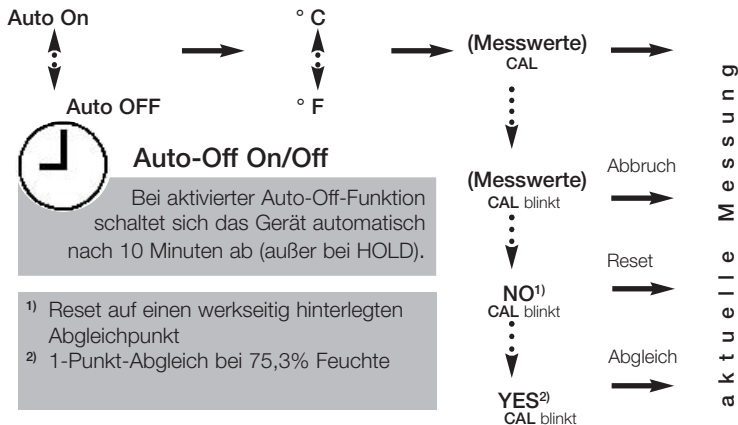 Auto On
° C
(Messwerte)
CAL
Auto OFF
° F
Auto-Off On/Off
Bei aktivierter Auto-Off-Funktion
schaltet sich das Gerät automatisch
nach 10 Minuten ab (außer bei HOLD).
(Messwerte)
CAL blinkt
Abbruch
NO¹⁾
CAL blinkt
Reset
YES²⁾
CAL blinkt
Abgleich
aktuelle Messung
¹⁾ Reset auf einen werkseitig hinterlegten
Abgleichpunkt
²⁾ 1-Punkt-Abgleich bei 75,3% Feuchte